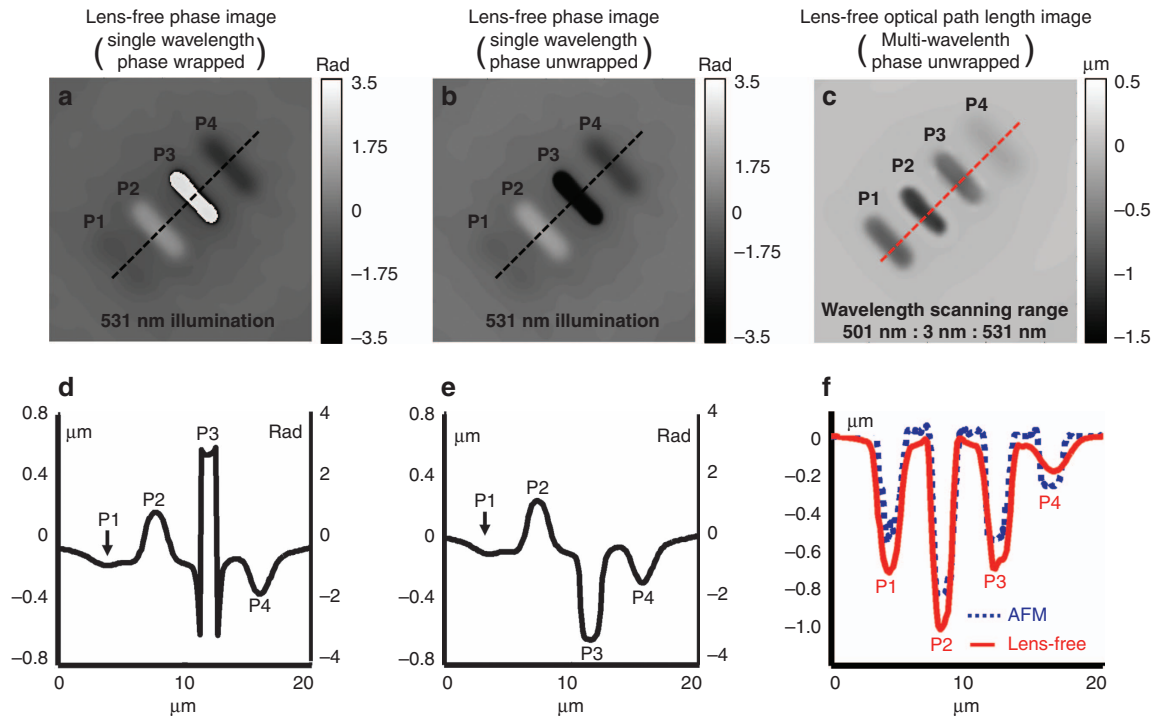 Lens-free phase image
(single wavelength
phase wrapped)
Rad
a
P1
P2
P3
P4
531 nm illumination
3.5
1.75
0
−1.75
−3.5
Lens-free phase image
(single wavelength
phase unwrapped)
Rad
b
P1
P2
P3
P4
531 nm illumination
3.5
1.75
0
−1.75
−3.5
Lens-free optical path length image
(Multi-wavelenth
phase unwrapped)
μm
c
P1
P2
P3
P4
Wavelength scanning range
501 nm : 3 nm : 531 nm
0.5
0
−0.5
−1
−1.5
d
0.8
0.4
0
−0.4
−0.8
μm
Rad
4
2
0
−2
−4
P1
P2
P3
P4
0
10
20
μm
e
0.8
0.4
0
−0.4
−0.8
μm
Rad
4
2
0
−2
−4
P1
P2
P3
P4
0
10
20
μm
f
μm
0
−0.2
−0.4
−0.6
−0.8
−1.0
P1
P2
P3
P4
AFM
Lens-free
0
10
20
μm